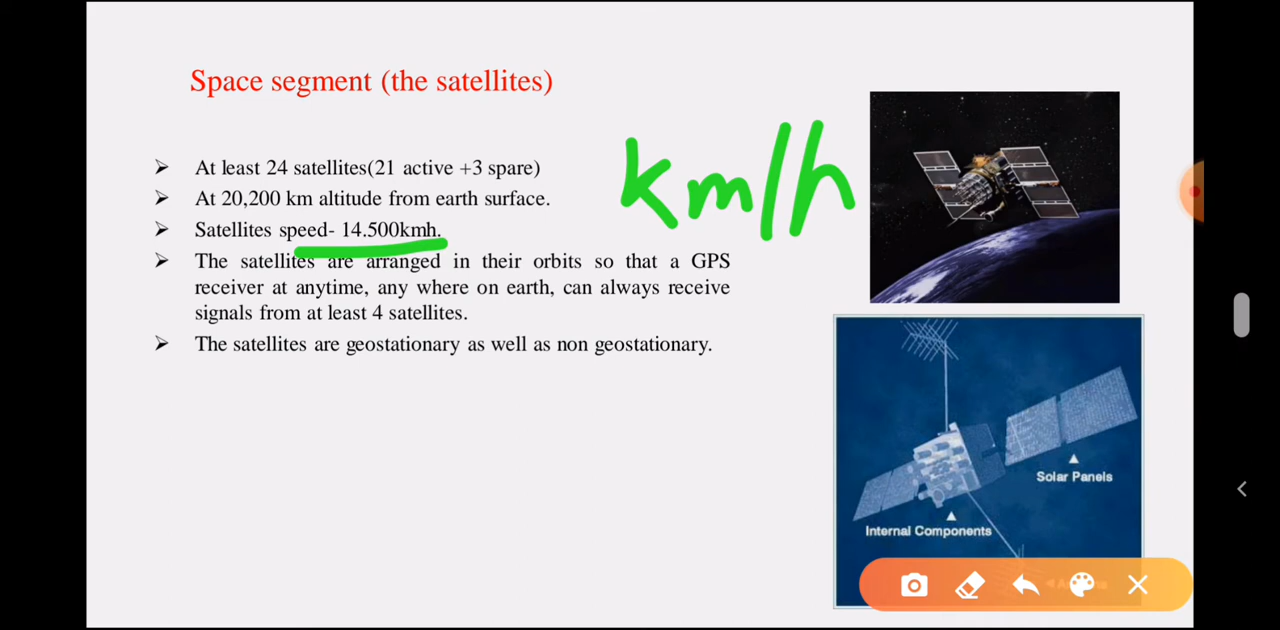 Space segment (the satellites)
➢ At least 24 satellites(21 active +3 spare)
➢ At 20,200 km altitude from earth surface.
➢ Satellites speed- 14.500kmh.
➢ The satellites are arranged in their orbits so that a GPS
receiver at anytime, any where on earth, can always receive
signals from at least 4 satellites.
➢ The satellites are geostationary as well as non geostationary.
km/h
Solar Panels
Internal Components